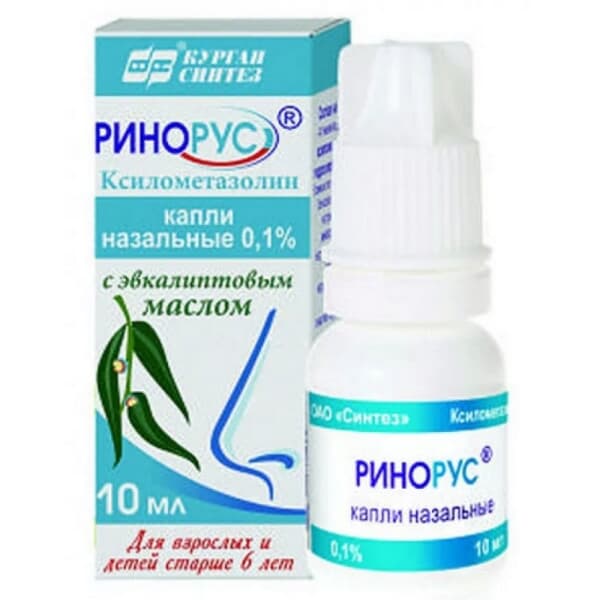 КУРГАН
СИНТЕЗ
РИНОРУС®
Ксилометазолин
капли
назальные 0,1%
с эвкалиптовым
маслом
10 мл
Для взрослых и
детей старше 6 лет
ОАО «Синтез» Ксилометаз
РИНОРУС®
капли назальные
0,1% 10 мл